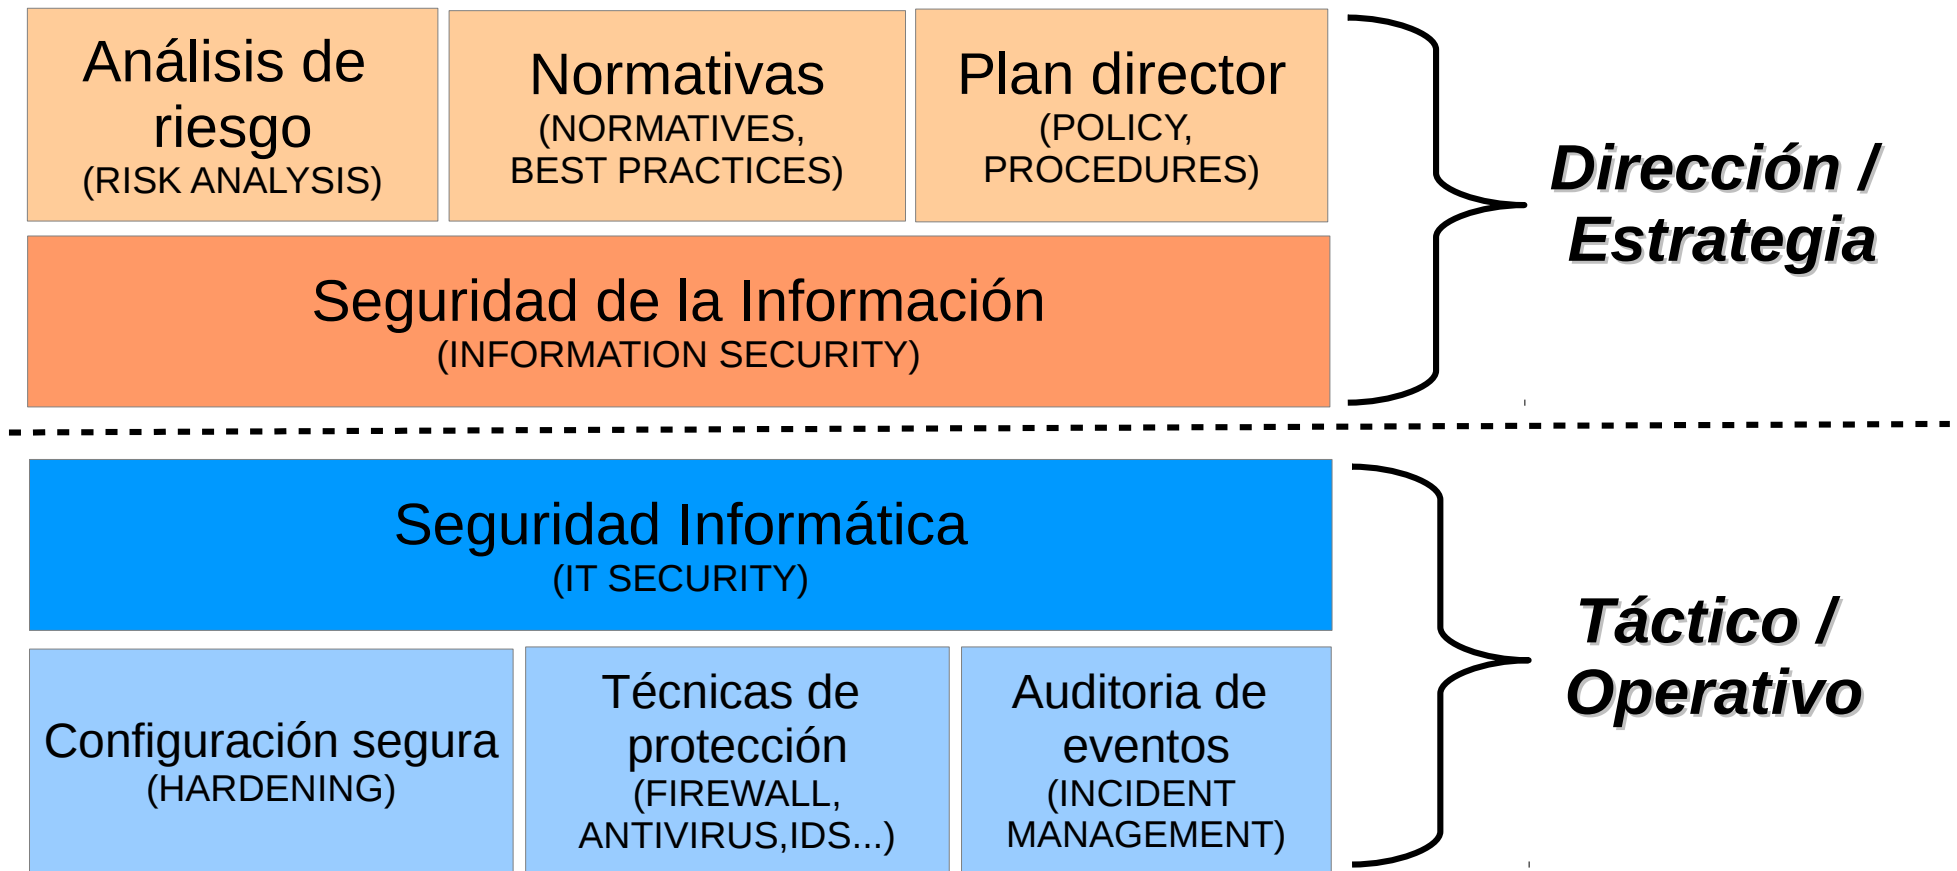 Análisis de
riesgo
(RISK ANALYSIS)
Normativas
(NORMATIVES,
BEST PRACTICES)
Plan director
(POLICY,
PROCEDURES)
Dirección /
Estrategia
Seguridad de la Información
(INFORMATION SECURITY)
Seguridad Informática
(IT SECURITY)
Táctico /
Operativo
Configuración segura
(HARDENING)
Técnicas de
protección
(FIREWALL,
ANTIVIRUS,IDS...)
Auditoria de
eventos
(INCIDENT
MANAGEMENT)